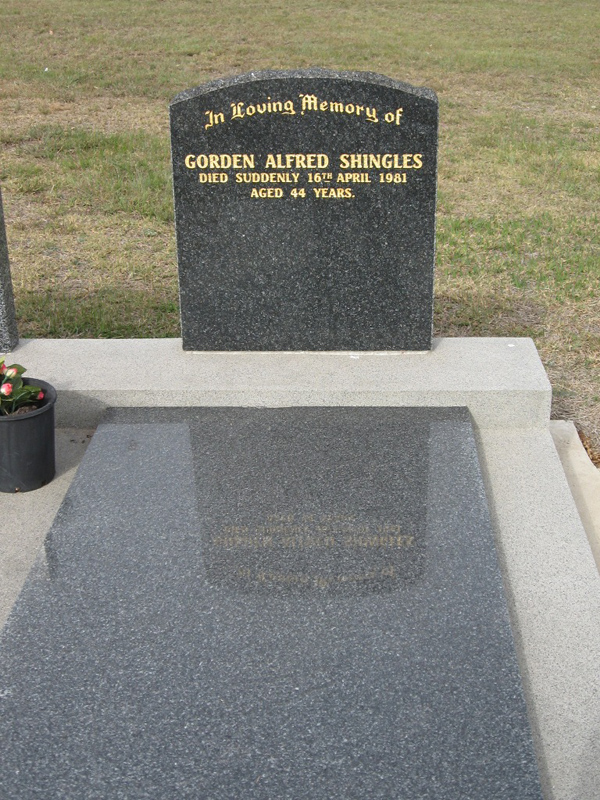 In Loving Memory of
GORDEN ALFRED SHINGLES
DIED SUDDENLY 16TH APRIL 1981
AGED 44 YEARS.